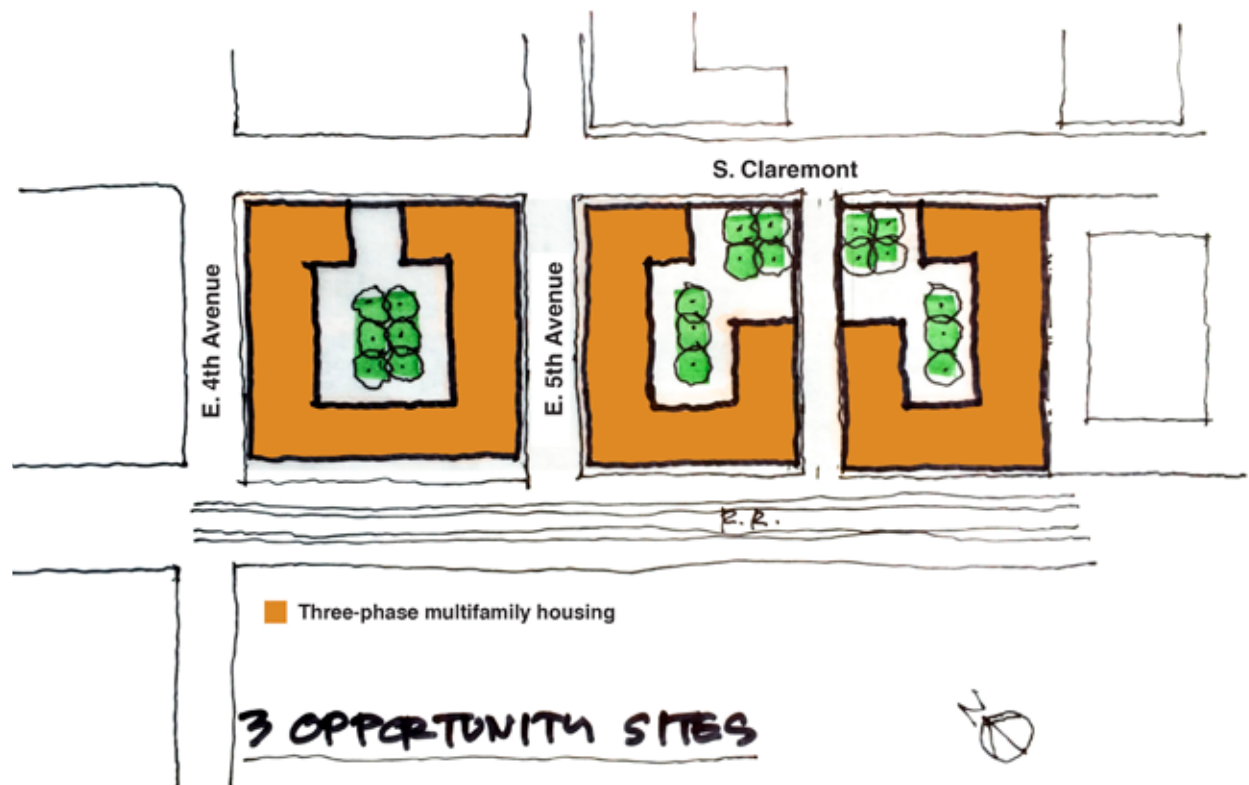 S. Claremont
E. 4th Avenue
E. 5th Avenue
R.R.
Three-phase multifamily housing
3 OPPORTUNITY SITES
N